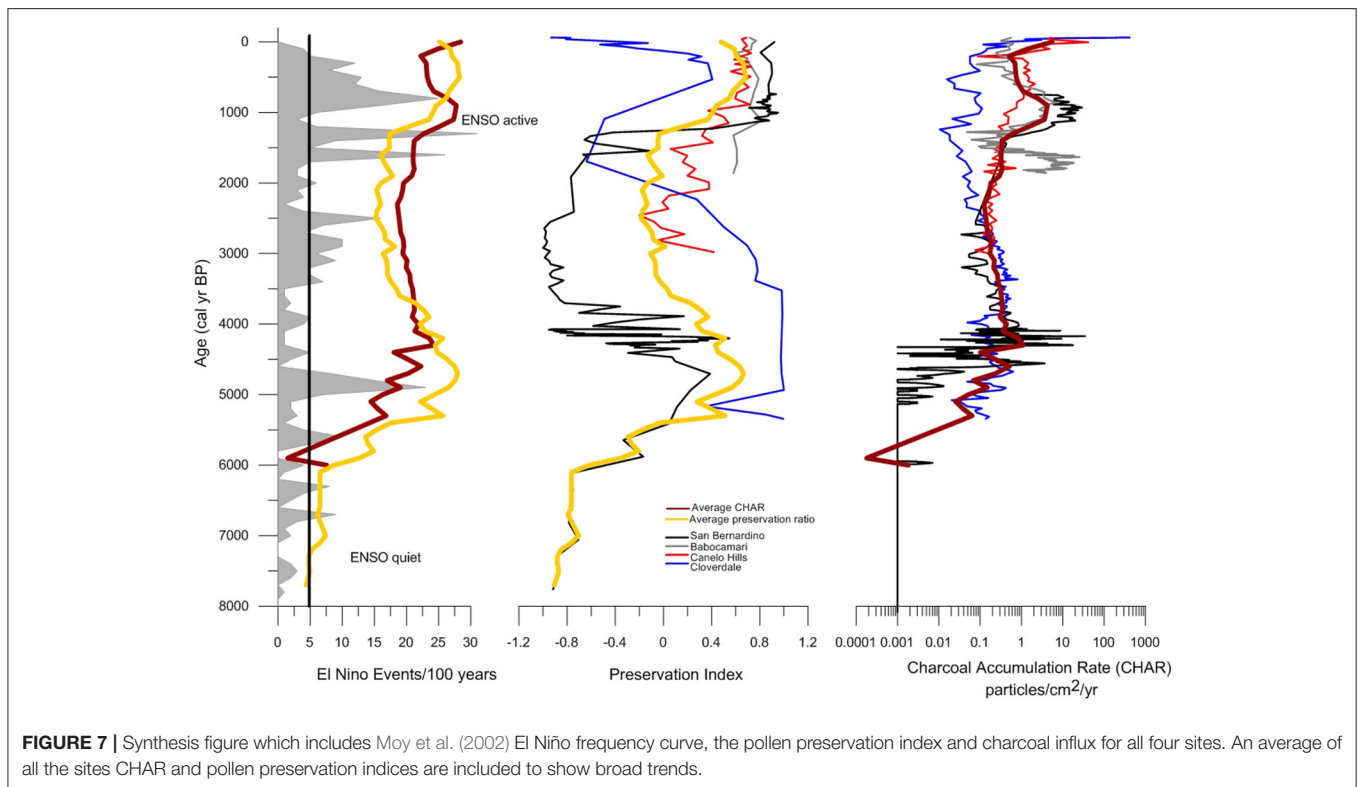 0
1000
2000
3000
4000
5000
6000
7000
8000
Age (cal yr BP)
ENSO active
ENSO quiet
0 5 10 15 20 25 30
El Nino Events/100 years
Average CHAR
Average preservation ratio
San Bernardino
Babocamari
Canelo Hills
Cloverdale
-1.2 -0.8 -0.4 0 0.4 0.8 1.2
Preservation Index
0.0001 0.001 0.01 0.1 1 10 100 1000
Charcoal Accumulation Rate (CHAR)
particles/cm²/yr
FIGURE 7 | Synthesis figure which includes Moy et al. (2002) El Niño frequency curve, the pollen preservation index and charcoal influx for all four sites. An average of
all the sites CHAR and pollen preservation indices are included to show broad trends.